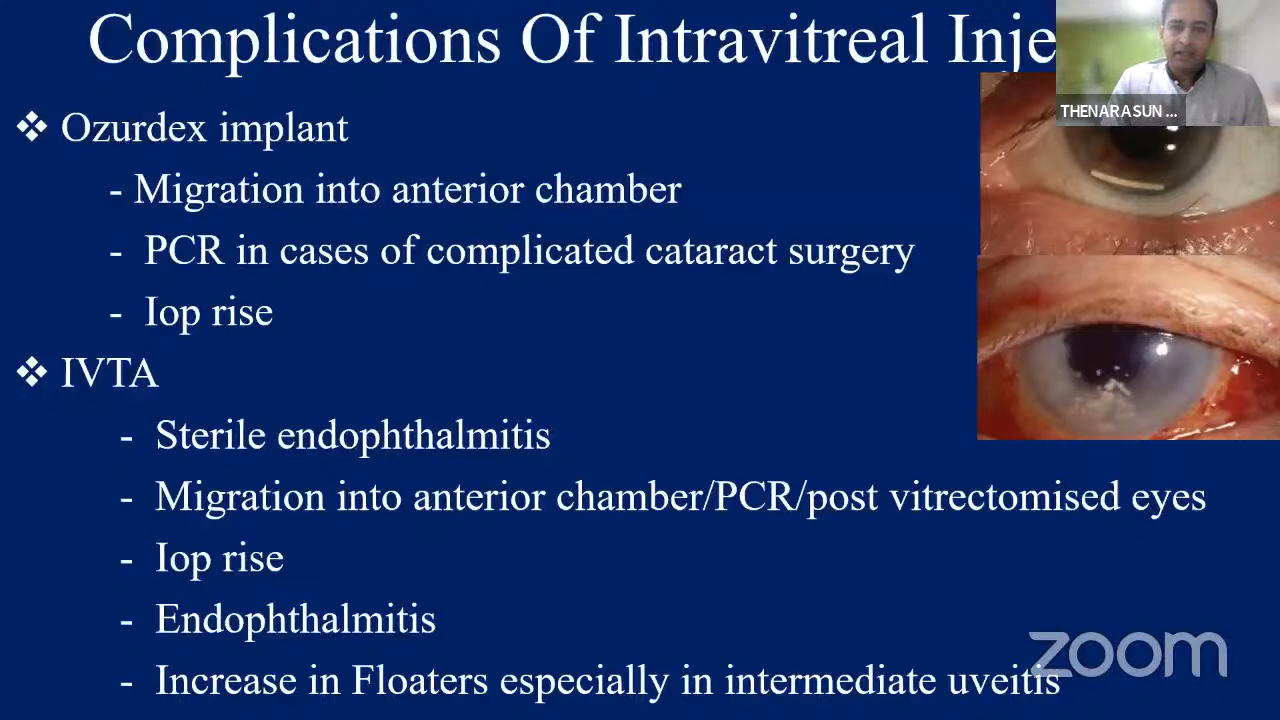 Complications Of Intravitreal Inje
THENARASUN ...
❖ Ozurdex implant
- Migration into anterior chamber
- PCR in cases of complicated cataract surgery
- Iop rise
❖ IVTA
- Sterile endophthalmitis
- Migration into anterior chamber/PCR/post vitrectomised eyes
- Iop rise
- Endophthalmitis
- Increase in Floaters especially in intermediate uveitis
zoom